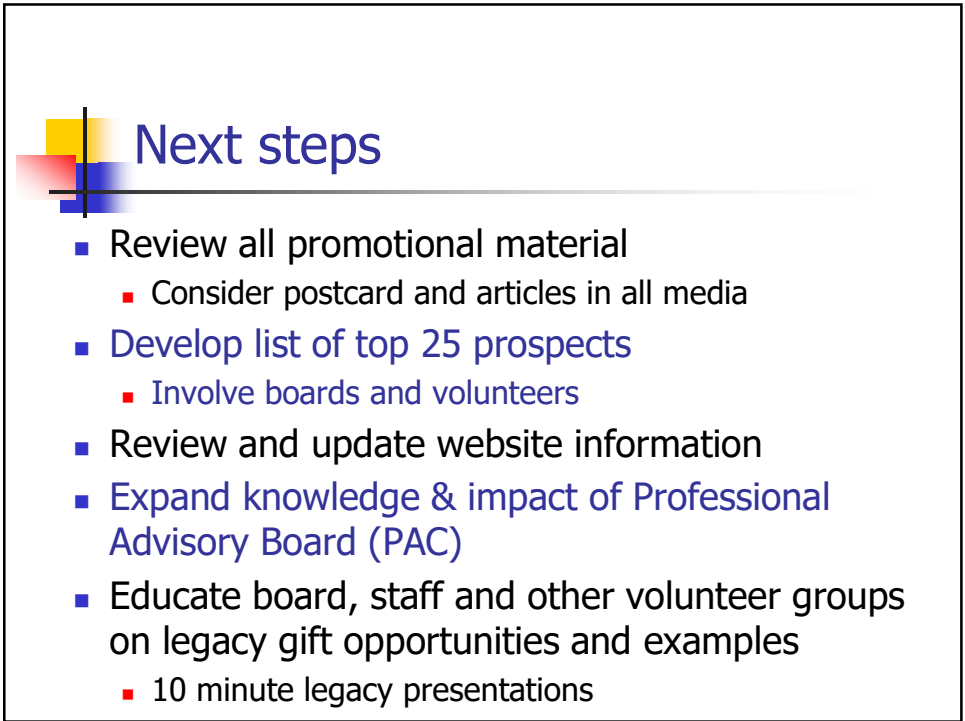 Next steps
Review all promotional material
Consider postcard and articles in all media
Develop list of top 25 prospects
Involve boards and volunteers
Review and update website information
Expand knowledge & impact of Professional
Advisory Board (PAC)
Educate board, staff and other volunteer groups
on legacy gift opportunities and examples
10 minute legacy presentations